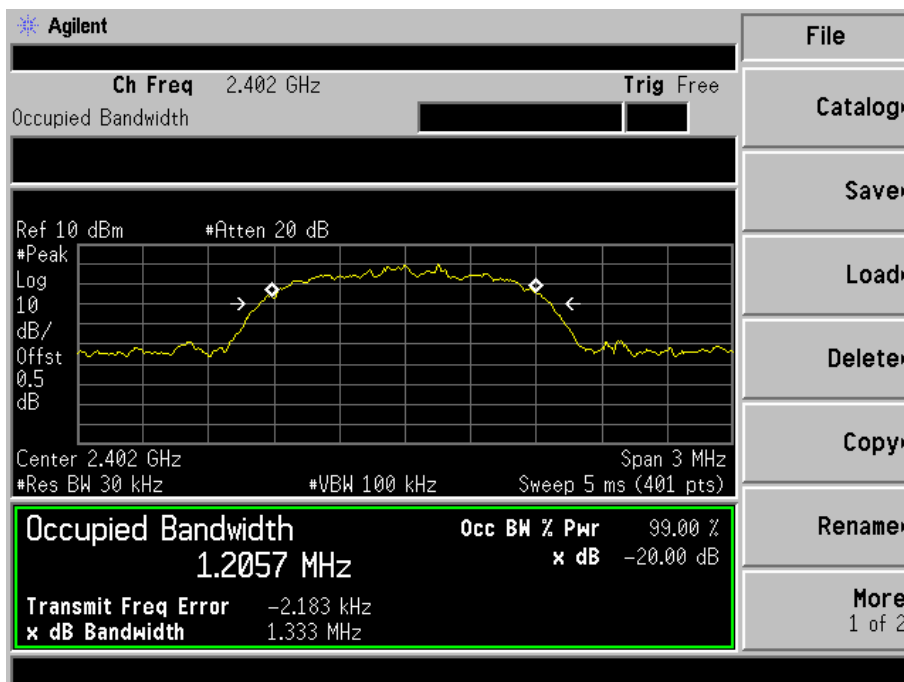 Agilent
File
Ch Freq 2.402 GHz Trig Free
Occupied Bandwidth
Catalog
Save
Ref 10 dBm #Atten 20 dB
#Peak
Log
10
dB/
Offst
0.5
dB
Load
Delete
Copy
Center 2.402 GHz Span 3 MHz
#Res BW 30 kHz #VBW 100 kHz Sweep 5 ms (401 pts)
Occupied Bandwidth Occ BW % Pwr 99.00 %
1.2057 MHz x dB -20.00 dB
Rename
Transmit Freq Error -2.183 kHz
x dB Bandwidth 1.333 MHz
More
1 of 2